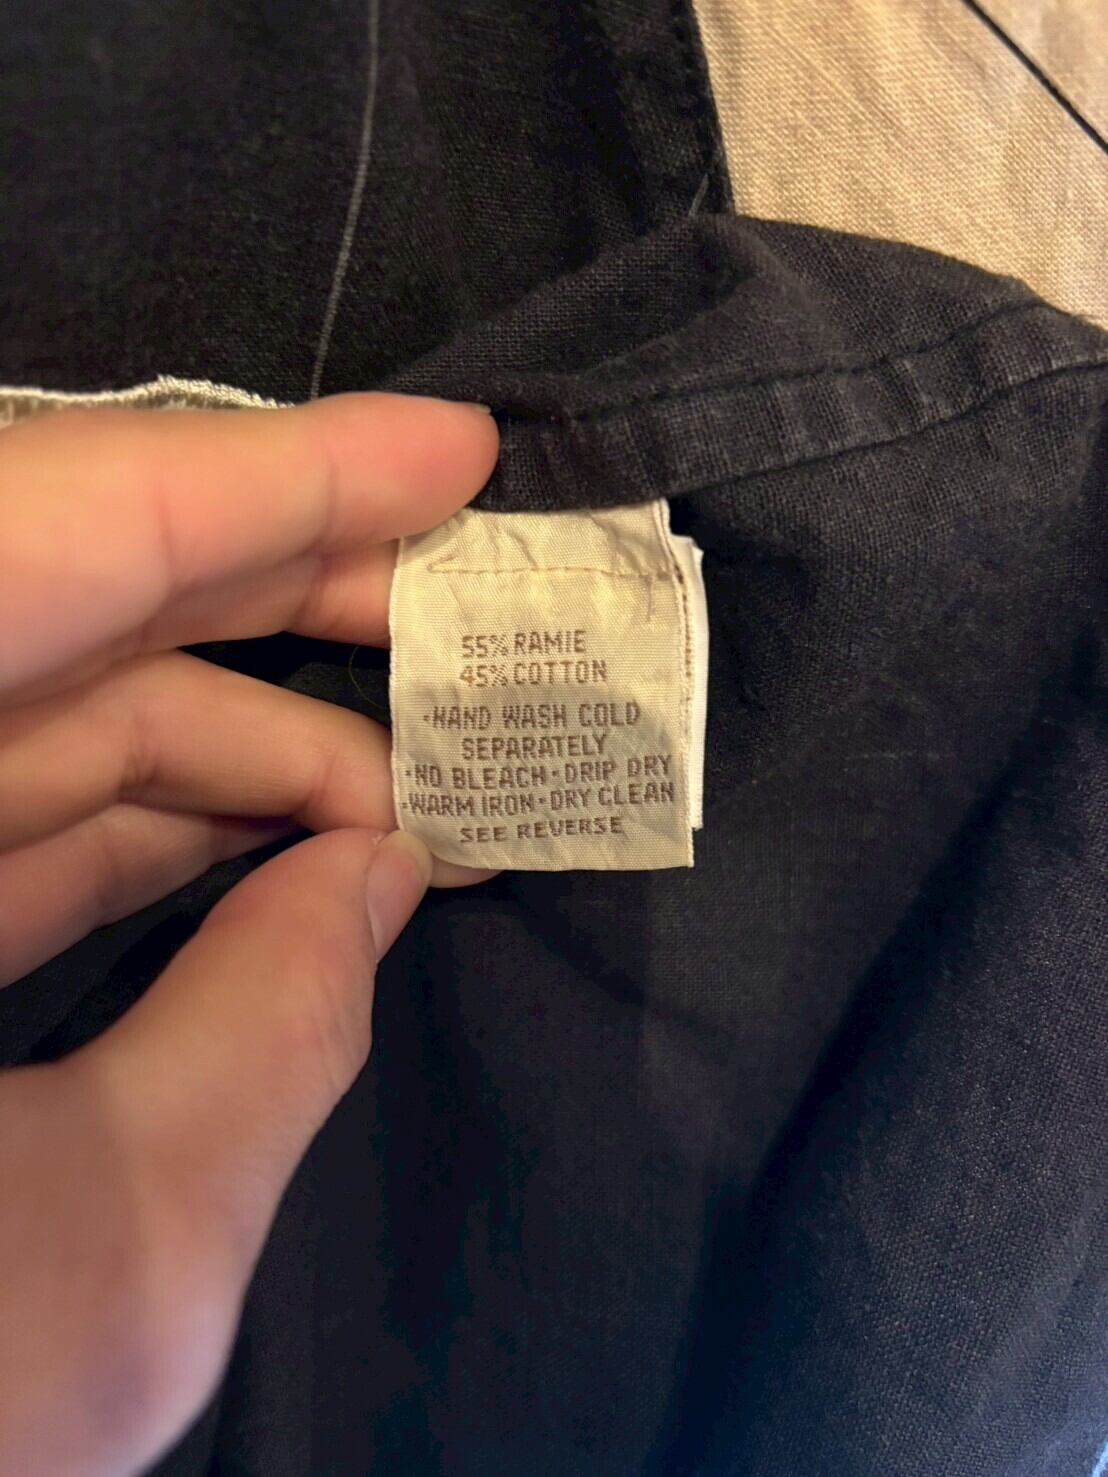 55% RAMIE
45% COTTON
·HAND WASH COLD
SEPARATELY
·NO BLEACH·DRIP DRY
·WARM IRON·DRY CLEAN
SEE REVERSE